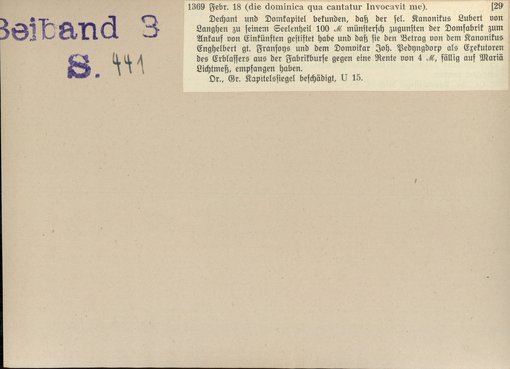 Beiband 3
S. 441
1369 Febr. 18 (die dominica qua cantatur Invocavit me). [29
Dechant und Domkapitel bekunden, daß der sel. Kanonikus Lubert von
Langhen zu seinem Seelenheil 100 ℳ münstersch zugunsten der Domfabrik zum
Ankauf von Einkünften gestiftet habe und daß sie den Betrag von dem Kanonikus
Enghelbert gt. Fransoys und dem Domvikar Joh. Pedyngdorp als Exekutoren
des Erblassers aus der Fabrikburse gegen eine Rente von 4 ℳ, fällig auf Mariä
Lichtmeß, empfangen haben.
Or., Gr. Kapitelssiegel beschädigt, U 15.